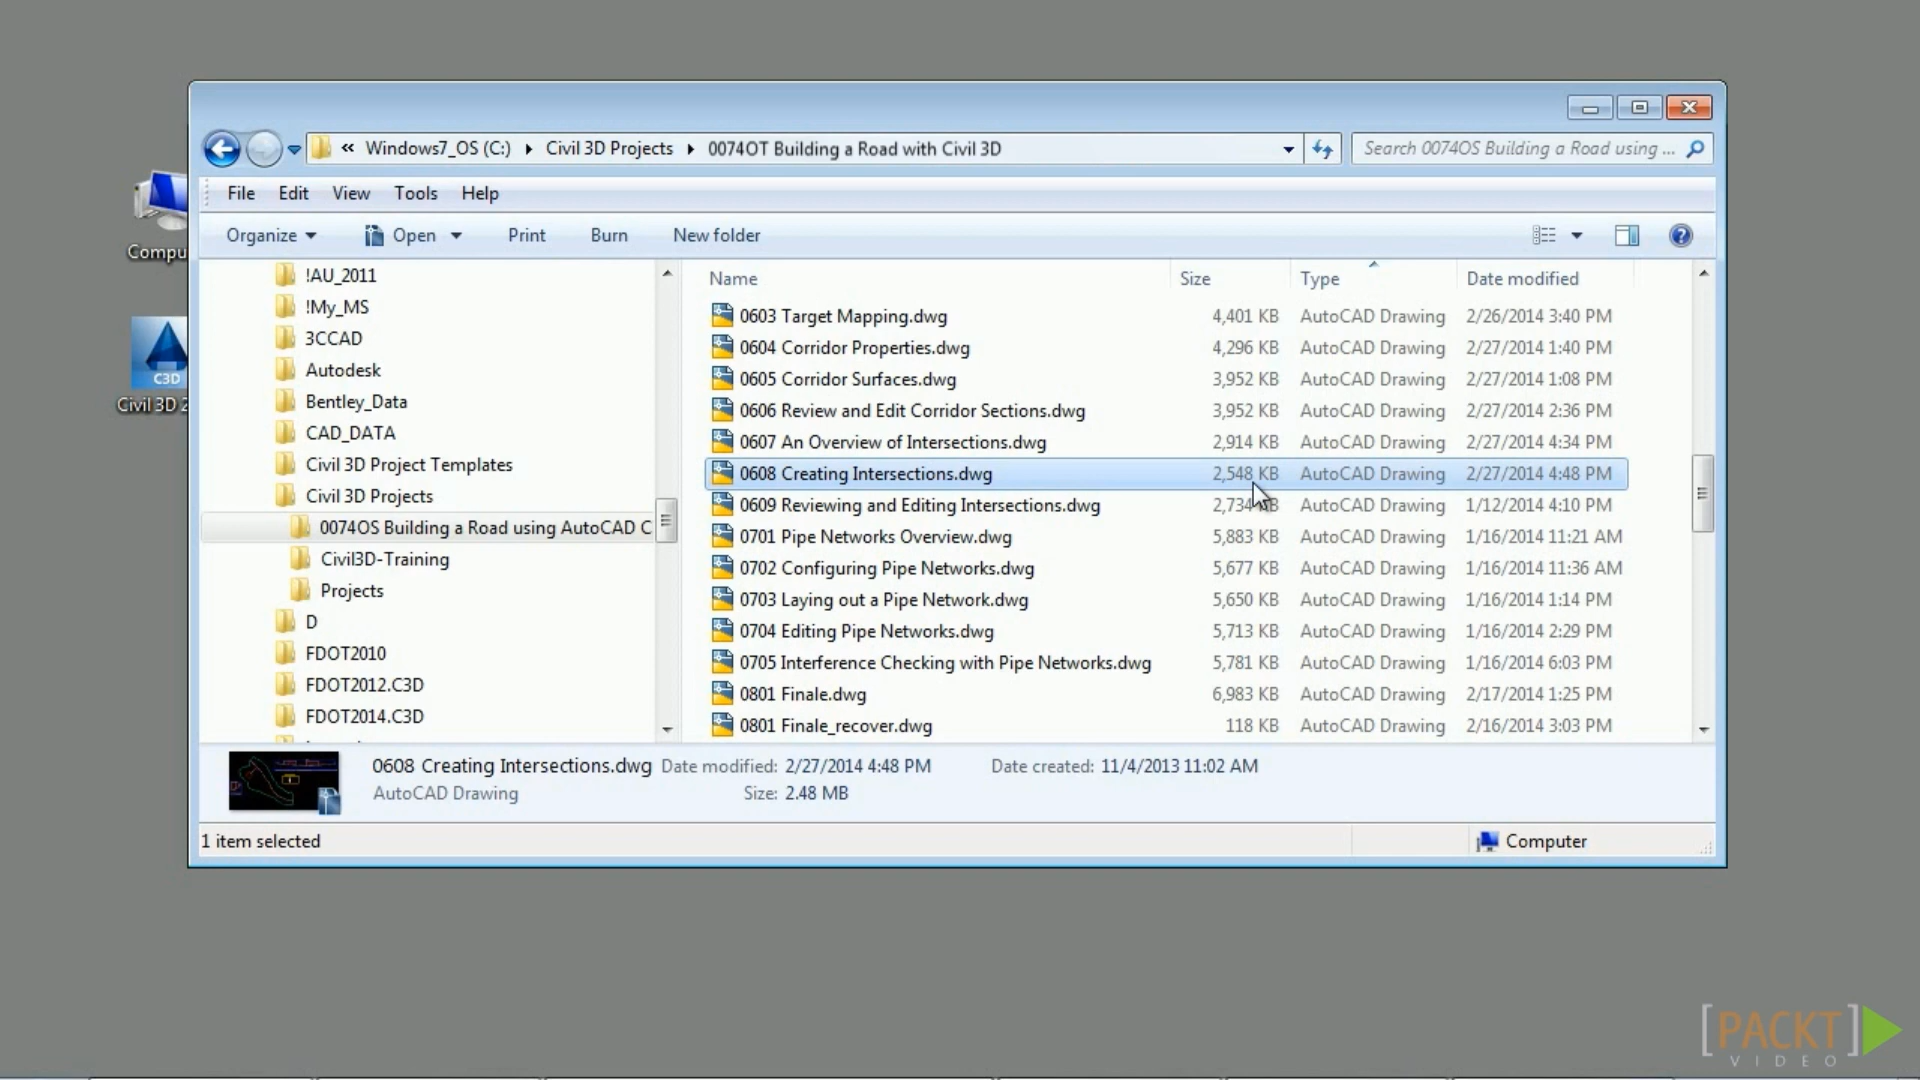 « Windows7_OS (C:) Civil 3D Projects 0074OT Building a Road with Civil 3D
Search 0074OS Building a Road using ...
File Edit View Tools Help
Organize Open Print Burn New folder
Compu
C3D
Civil 3D 2
!AU_2011
!My_MS
3CCAD
Autodesk
Bentley_Data
CAD_DATA
Civil 3D Project Templates
Civil 3D Projects
0074OS Building a Road using AutoCAD C
Civil3D-Training
Projects
D
FDOT2010
FDOT2012.C3D
FDOT2014.C3D
Name Size Type Date modified
0603 Target Mapping.dwg 4,401 KB AutoCAD Drawing 2/26/2014 3:40 PM
0604 Corridor Properties.dwg 4,296 KB AutoCAD Drawing 2/27/2014 1:40 PM
0605 Corridor Surfaces.dwg 3,952 KB AutoCAD Drawing 2/27/2014 1:08 PM
0606 Review and Edit Corridor Sections.dwg 3,952 KB AutoCAD Drawing 2/27/2014 2:36 PM
0607 An Overview of Intersections.dwg 2,914 KB AutoCAD Drawing 2/27/2014 4:34 PM
0608 Creating Intersections.dwg 2,548 KB AutoCAD Drawing 2/27/2014 4:48 PM
0609 Reviewing and Editing Intersections.dwg 2,734 KB AutoCAD Drawing 1/12/2014 4:10 PM
0701 Pipe Networks Overview.dwg 5,883 KB AutoCAD Drawing 1/16/2014 11:21 AM
0702 Configuring Pipe Networks.dwg 5,677 KB AutoCAD Drawing 1/16/2014 11:36 AM
0703 Laying out a Pipe Network.dwg 5,650 KB AutoCAD Drawing 1/16/2014 1:14 PM
0704 Editing Pipe Networks.dwg 5,713 KB AutoCAD Drawing 1/16/2014 2:29 PM
0705 Interference Checking with Pipe Networks.dwg 5,781 KB AutoCAD Drawing 1/16/2014 6:03 PM
0801 Finale.dwg 6,983 KB AutoCAD Drawing 2/17/2014 1:25 PM
0801 Finale_recover.dwg 118 KB AutoCAD Drawing 2/16/2014 3:03 PM
0608 Creating Intersections.dwg Date modified: 2/27/2014 4:48 PM Date created: 11/4/2013 11:02 AM
AutoCAD Drawing Size: 2.48 MB
1 item selected
Computer
[PACKT]
VIDEO